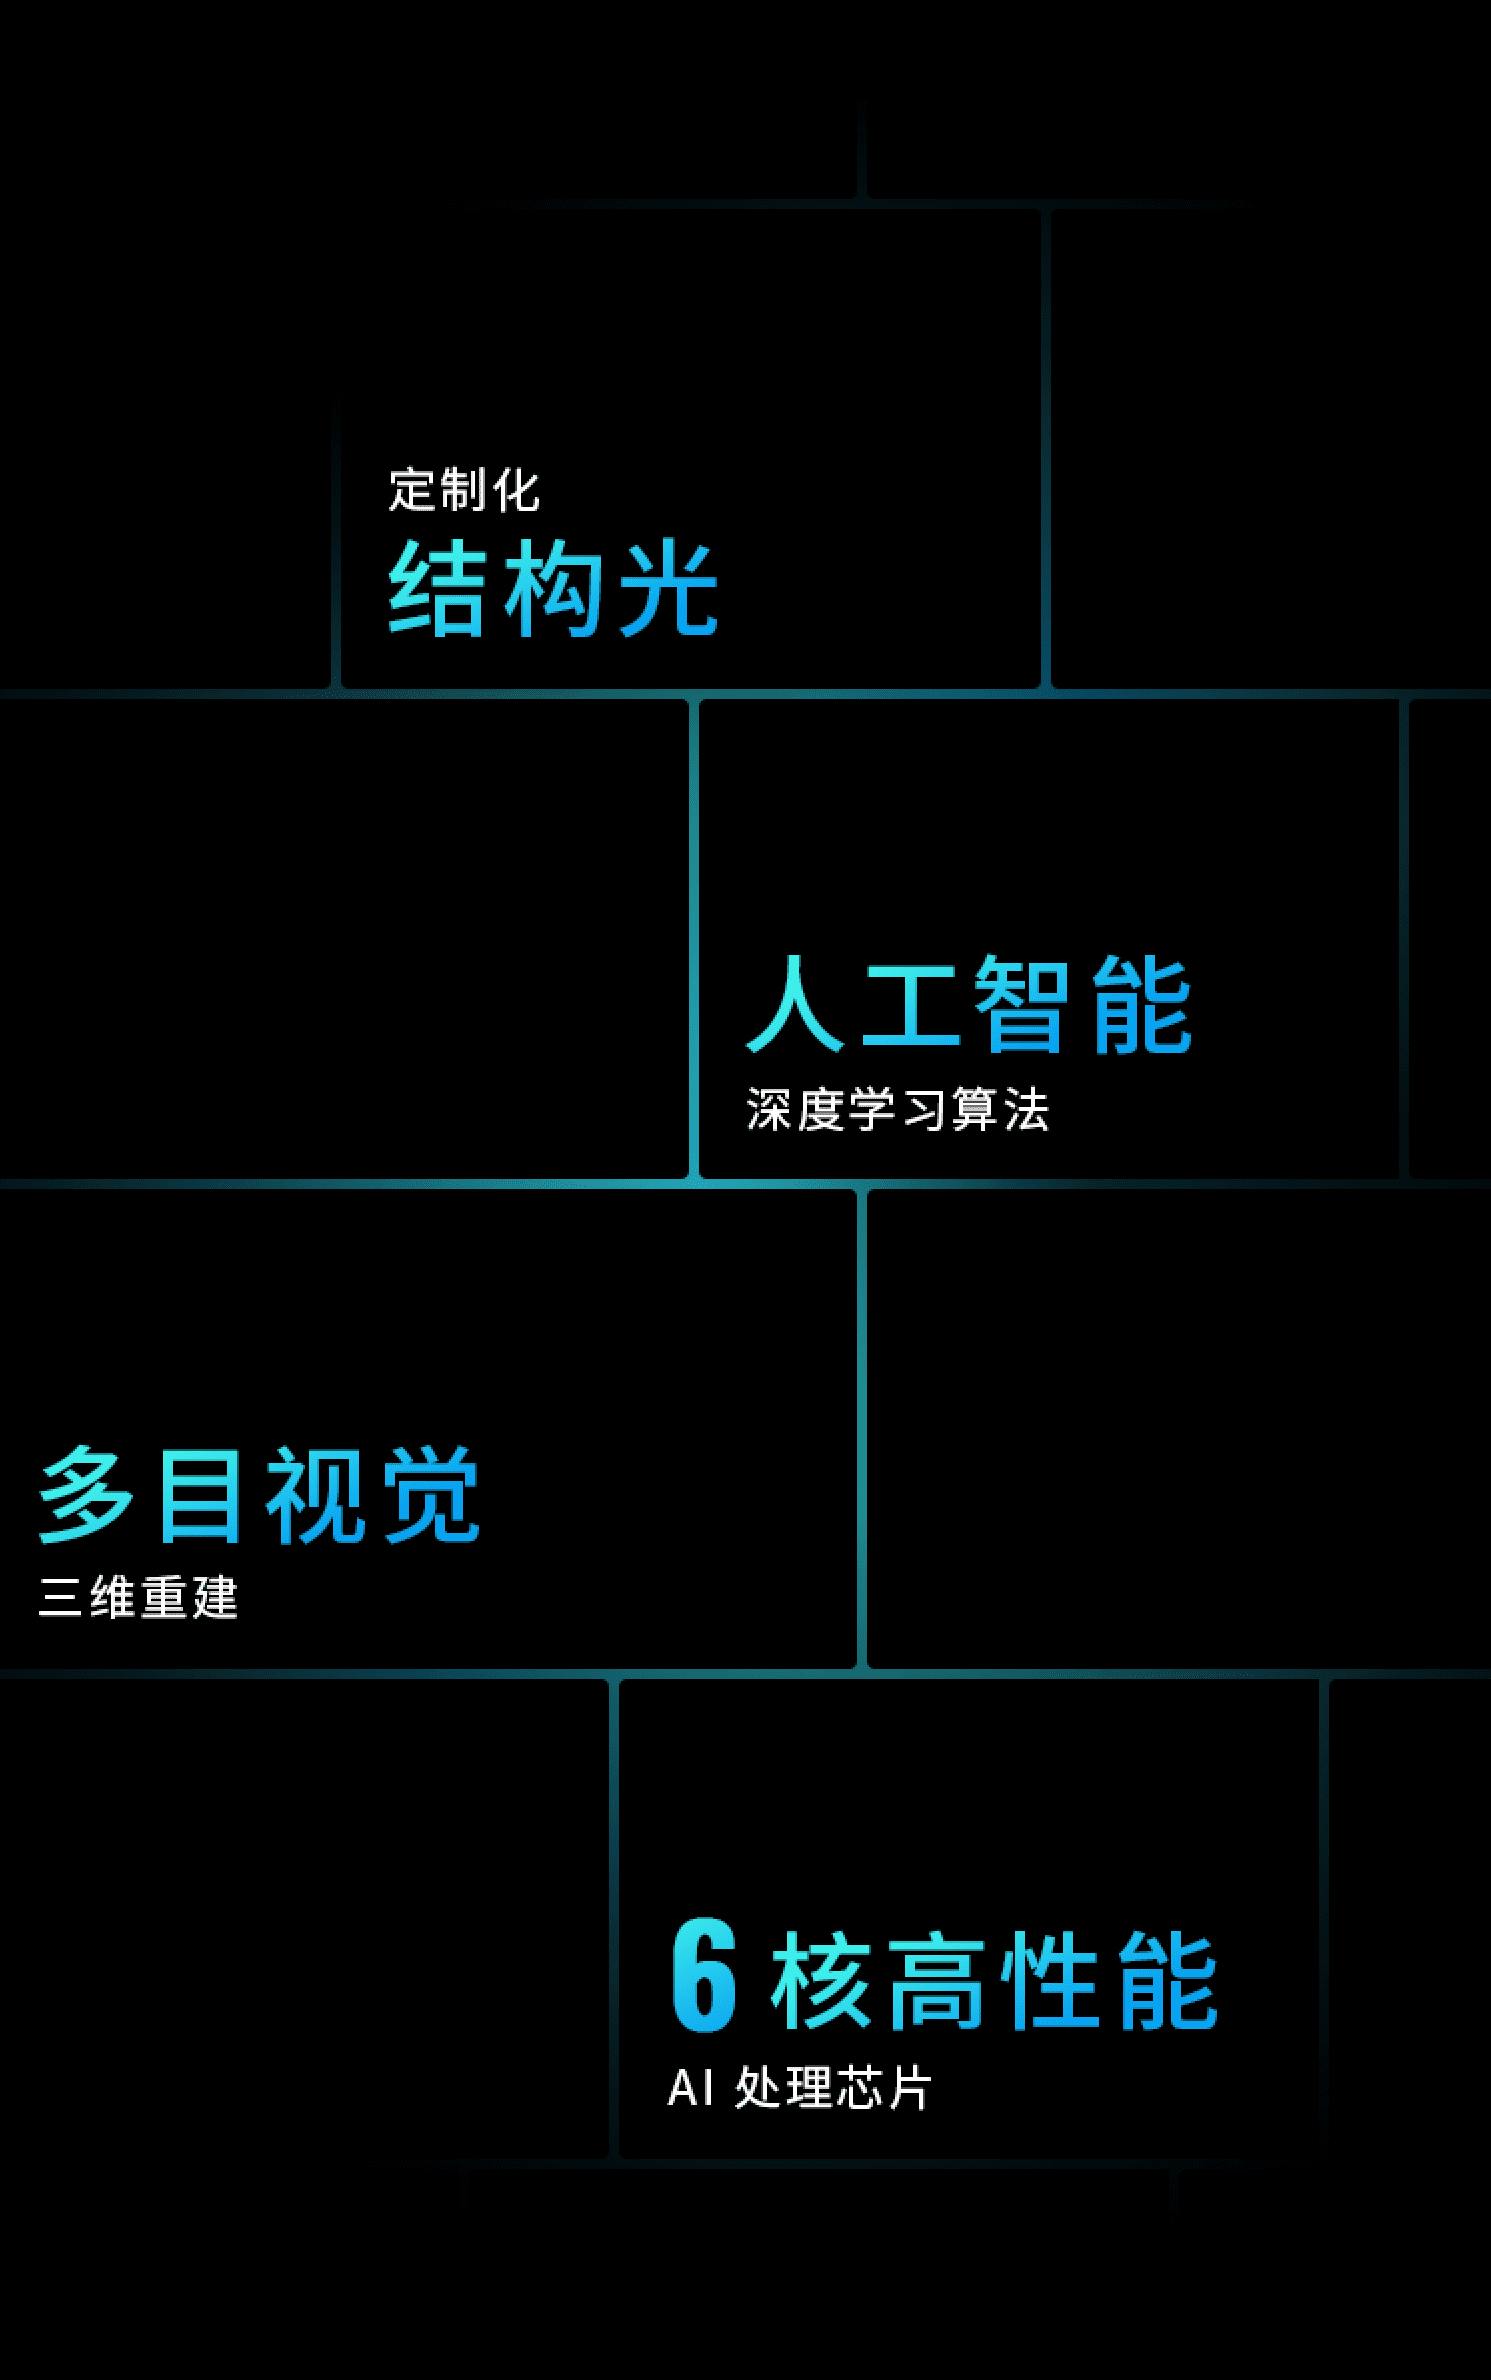 定制化
结构光
人工智能
深度学习算法
多目视觉
三维重建
6 核高性能
AI 处理芯片